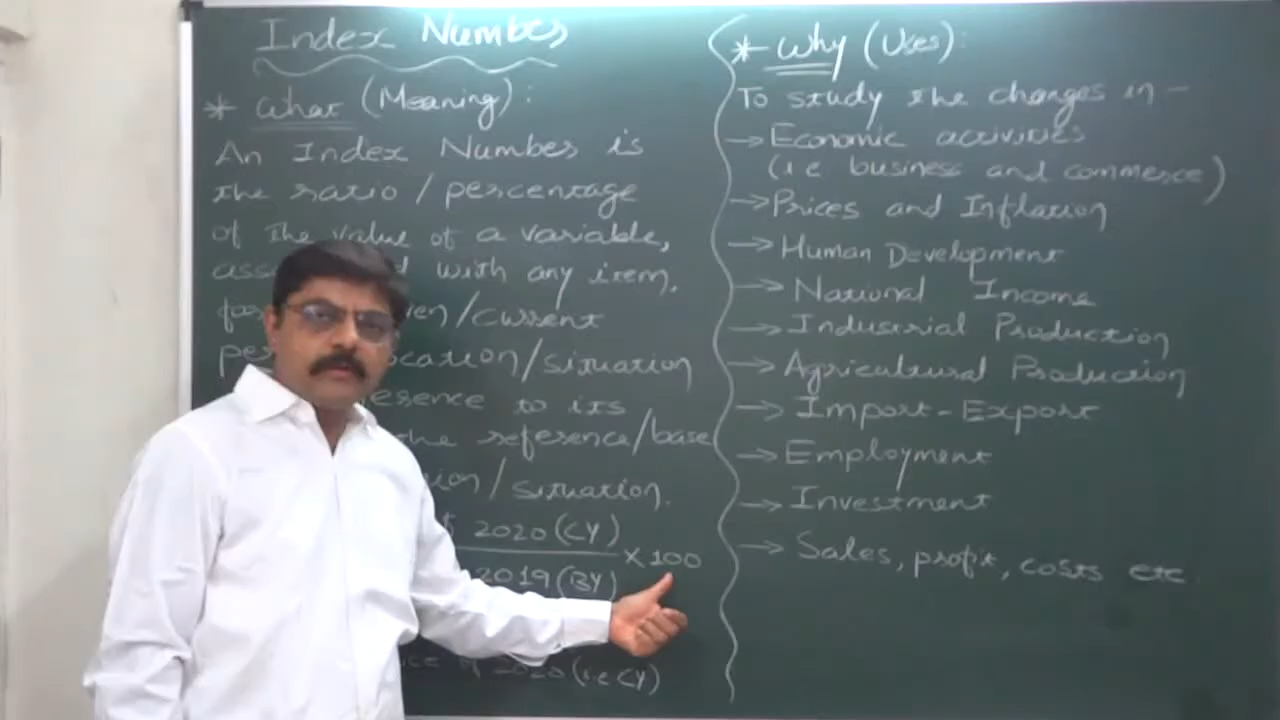 Index Number
* What (Meaning) :
An Index Number is
the ratio / percentage
of the value of a variable,
with any item,
/current
/situation
to its
the reference/base
/situation.
2020 (CY)
x 100
2019 (BY)
2020 (i.e CY)
* Why (Uses) :
To study the changes in -
→ Economic activities
(i.e business and commerce)
→ Prices and Inflation
→ Human Development
→ National Income
→ Industrial Production
→ Agricultural Production
→ Import-Export
→ Employment
→ Investment
→ Sales, profit, costs etc